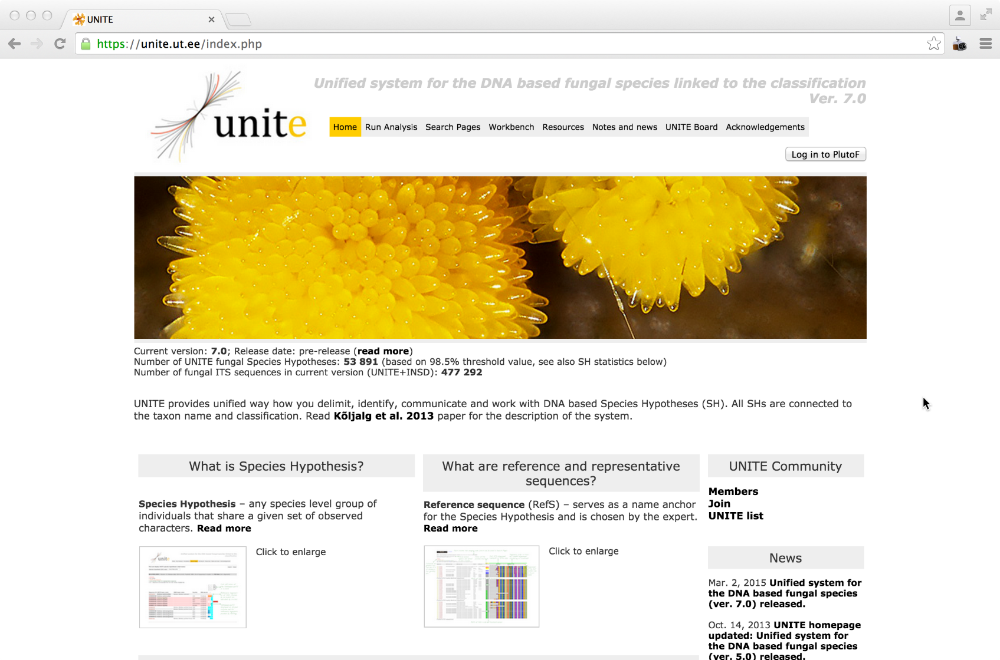 UNITE
https://unite.ut.ee/index.php
Unified system for the DNA based fungal species linked to the classification
Ver. 7.0
unite
Home Run Analysis Search Pages Workbench Resources Notes and news UNITE Board Acknowledgements
Log in to PlutoF
Current version: 7.0; Release date: pre-release (read more)
Number of UNITE fungal Species Hypotheses: 53 891 (based on 98.5% threshold value, see also SH statistics below)
Number of fungal ITS sequences in current version (UNITE+INSD): 477 292
UNITE provides unified way how you delimit, identify, communicate and work with DNA based Species Hypotheses (SH). All SHs are connected to
the taxon name and classification. Read Kõljalg et al. 2013 paper for the description of the system.
What is Species Hypothesis?
Species Hypothesis – any species level group of
individuals that share a given set of observed
characters. Read more
Click to enlarge
What are reference and representative
sequences?
Reference sequence (RefS) – serves as a name anchor
for the Species Hypothesis and is chosen by the expert.
Read more
Click to enlarge
UNITE Community
Members
Join
UNITE list
News
Mar. 2, 2015 Unified system for
the DNA based fungal species
(ver. 7.0) released.
Oct. 14, 2013 UNITE homepage
updated: Unified system for
the DNA based fungal species
(ver. 5.0) released.